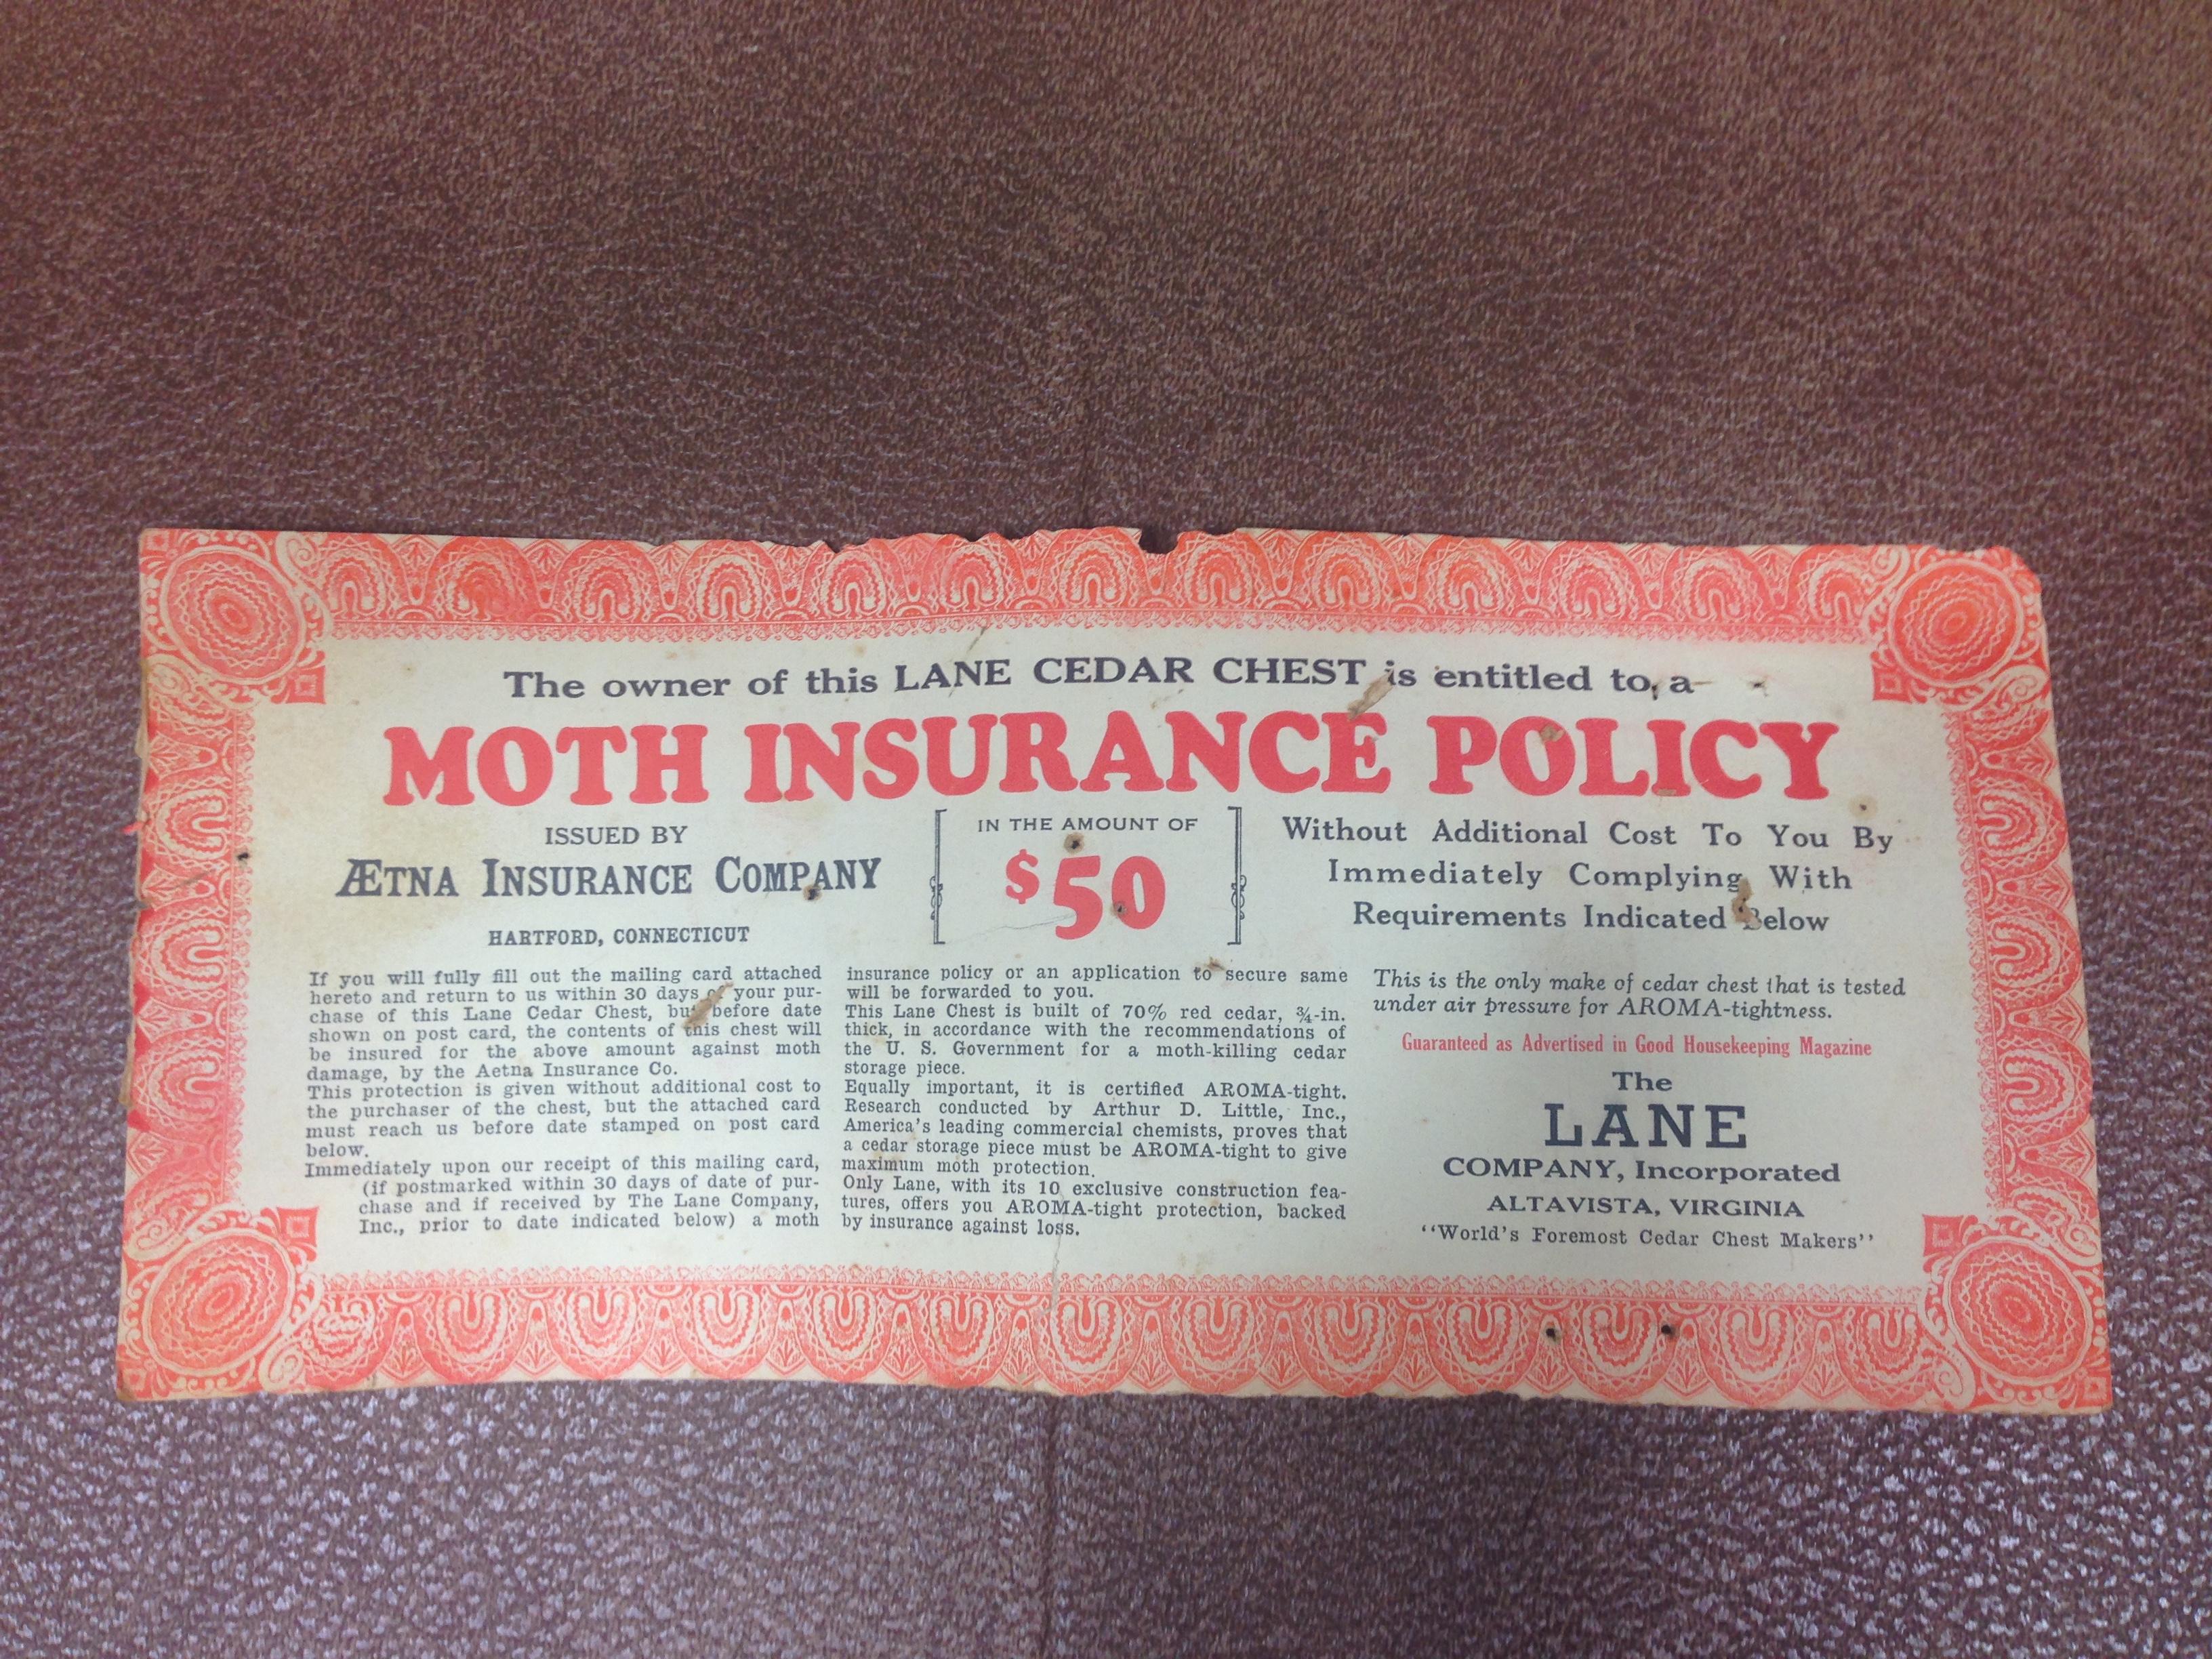 The owner of this LANE CEDAR CHEST is entitled to a
MOTH INSURANCE POLICY
ISSUED BY
ÆTNA INSURANCE COMPANY
HARTFORD, CONNECTICUT
IN THE AMOUNT OF
$50
Without Additional Cost To You By
Immediately Complying With
Requirements Indicated Below
If you will fully fill out the mailing card attached
hereto and return to us within 30 days of your pur-
chase of this Lane Cedar Chest, but before date
shown on post card, the contents of this chest will
be insured for the above amount against moth
damage, by the Aetna Insurance Co.
This protection is given without additional cost to
the purchaser of the chest, but the attached card
must reach us before date stamped on post card
below.
Immediately upon our receipt of this mailing card,
(if postmarked within 30 days of date of pur-
chase and if received by The Lane Company,
Inc., prior to date indicated below) a moth
insurance policy or an application to secure same
will be forwarded to you.
This Lane Chest is built of 70% red cedar, ¾-in.
thick, in accordance with the recommendations of
the U. S. Government for a moth-killing cedar
storage piece.
Equally important, it is certified AROMA-tight.
Research conducted by Arthur D. Little, Inc.,
America's leading commercial chemists, proves that
a cedar storage piece must be AROMA-tight to give
maximum moth protection.
Only Lane, with its 10 exclusive construction fea-
tures, offers you AROMA-tight protection, backed
by insurance against loss.
This is the only make of cedar chest that is tested
under air pressure for AROMA-tightness.
Guaranteed as Advertised in Good Housekeeping Magazine
The
LANE
COMPANY, Incorporated
ALTAVISTA, VIRGINIA
"World's Foremost Cedar Chest Makers"